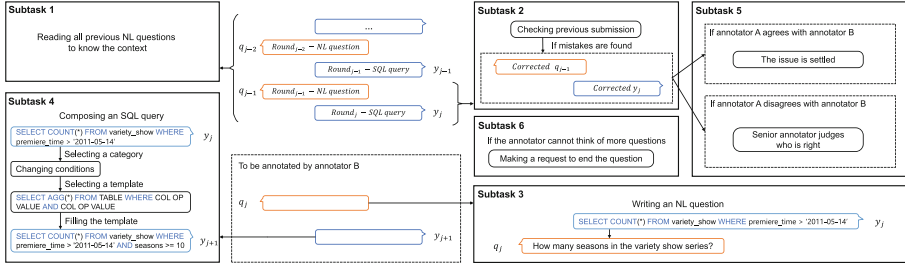 Subtask 1
Reading all previous NL questions
to know the context
...
q_{j-2}
Round_{j-2} − NL question
Round_{j-1} − SQL query
y_{j-1}
q_{j-1}
Round_{j-1} − NL question
Round_j − SQL query
y_j
Subtask 2
Checking previous submission
If mistakes are found
Corrected q_{j-1}
Corrected y_j
Subtask 5
If annotator A agrees with annotator B
The issue is settled
If annotator A disagrees with annotator B
Senior annotator judges
who is right
Subtask 4
Composing an SQL query
SELECT COUNT(*) FROM variety_show WHERE
premiere_time > '2011-05-14'
y_j
Selecting a category
Changing conditions
Selecting a template
SELECT AGG(*) FROM TABLE WHERE COL OP
VALUE AND COL OP VALUE
Filling the template
SELECT COUNT(*) FROM variety_show WHERE
premiere_time > '2011-05-14' AND seasons >= 10
y_{j+1}
To be annotated by annotator B
q_j
y_{j+1}
Subtask 6
If the annotator cannot think of more questions
Making a request to end the question
Subtask 3
Writing an NL question
SELECT COUNT(*) FROM variety_show WHERE premiere_time > '2011-05-14'
y_j
q_j
How many seasons in the variety show series?